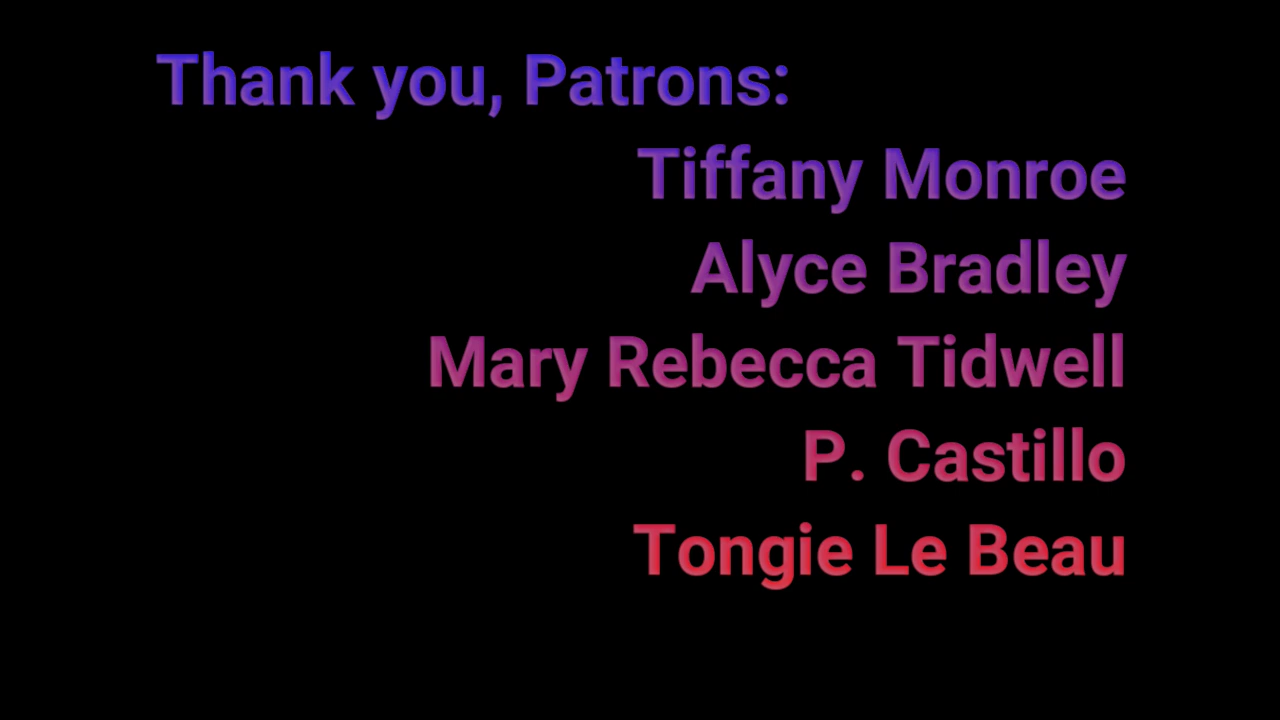 Thank you, Patrons:
Tiffany Monroe
Alyce Bradley
Mary Rebecca Tidwell
P. Castillo
Tongie Le Beau